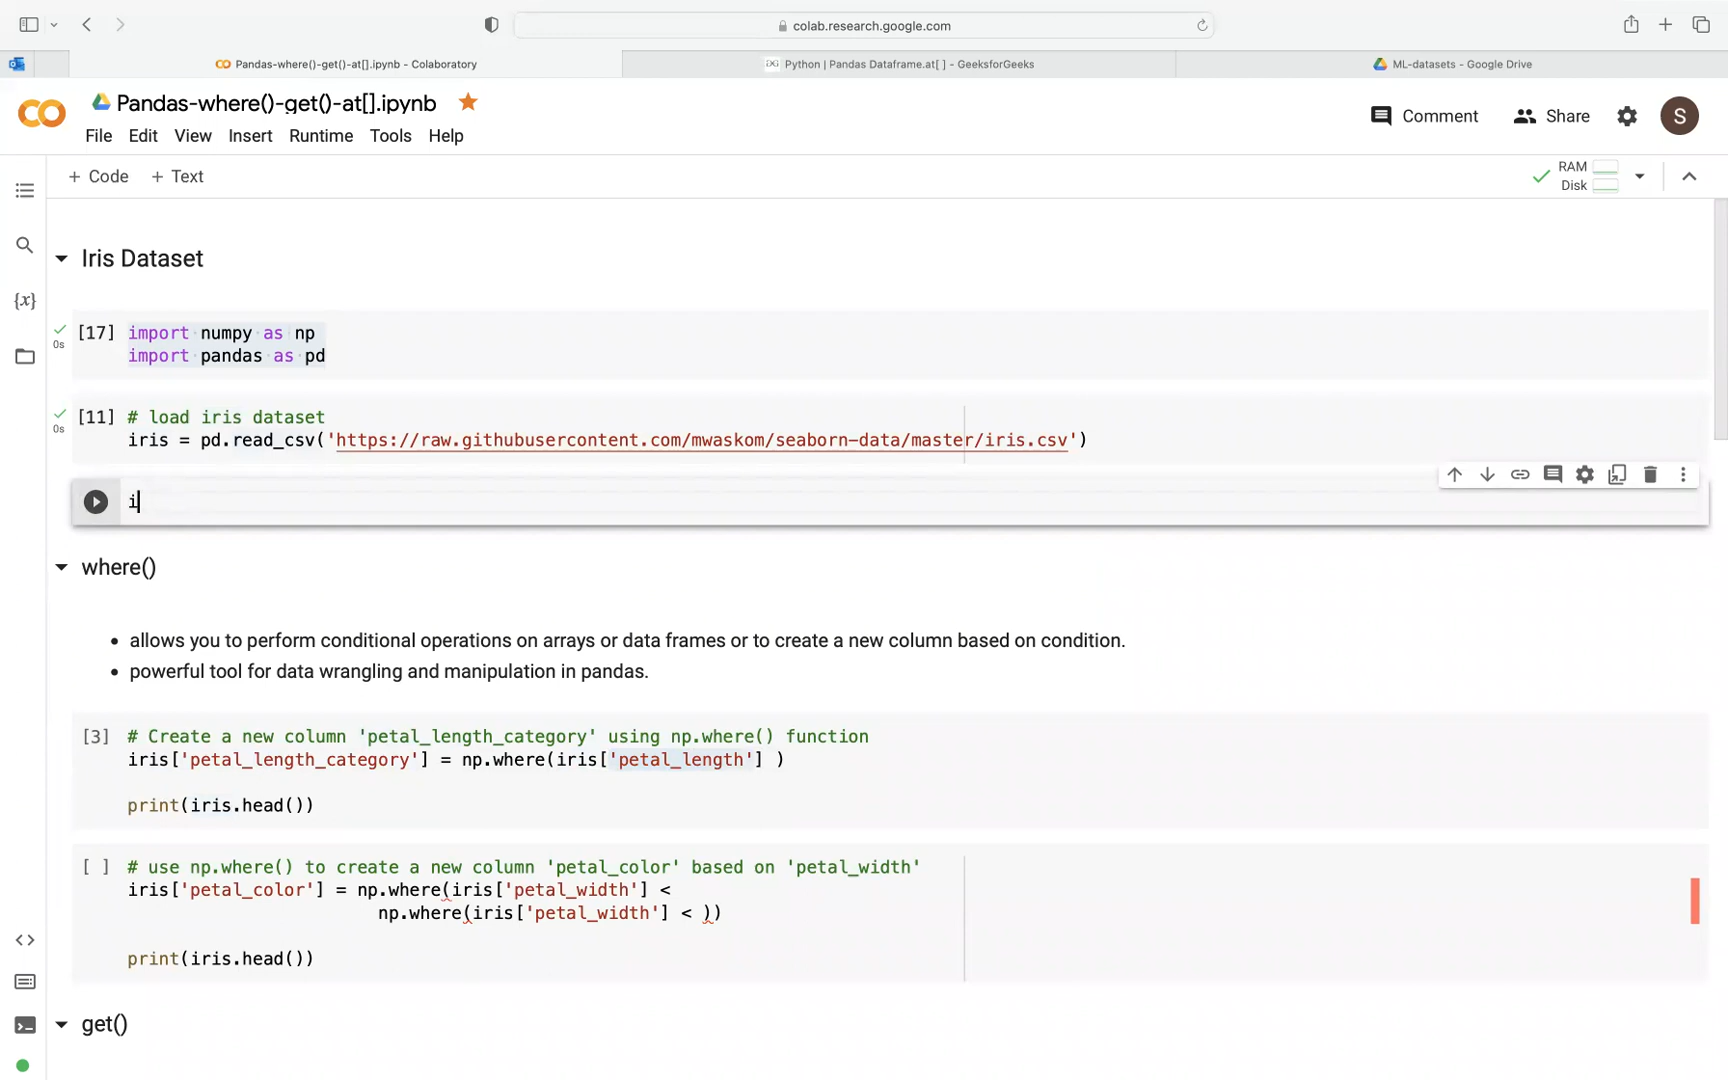 colab.research.google.com
Pandas-where()-get()-at[].ipynb - Colaboratory
Python | Pandas Dataframe.at[ ] - GeeksforGeeks
ML-datasets - Google Drive
Pandas-where()-get()-at[].ipynb
Comment
Share
S
File Edit View Insert Runtime Tools Help
+ Code + Text
RAM
Disk
Iris Dataset
[17] import numpy as np
0s
import pandas as pd
[11] # load iris dataset
0s
iris = pd.read_csv('https://raw.githubusercontent.com/mwaskom/seaborn-data/master/iris.csv')
i
where()
• allows you to perform conditional operations on arrays or data frames or to create a new column based on condition.
• powerful tool for data wrangling and manipulation in pandas.
[3] # Create a new column 'petal_length_category' using np.where() function
iris['petal_length_category'] = np.where(iris['petal_length'] )
print(iris.head())
[ ] # use np.where() to create a new column 'petal_color' based on 'petal_width'
iris['petal_color'] = np.where(iris['petal_width'] <
np.where(iris['petal_width'] < ))
print(iris.head())
get()